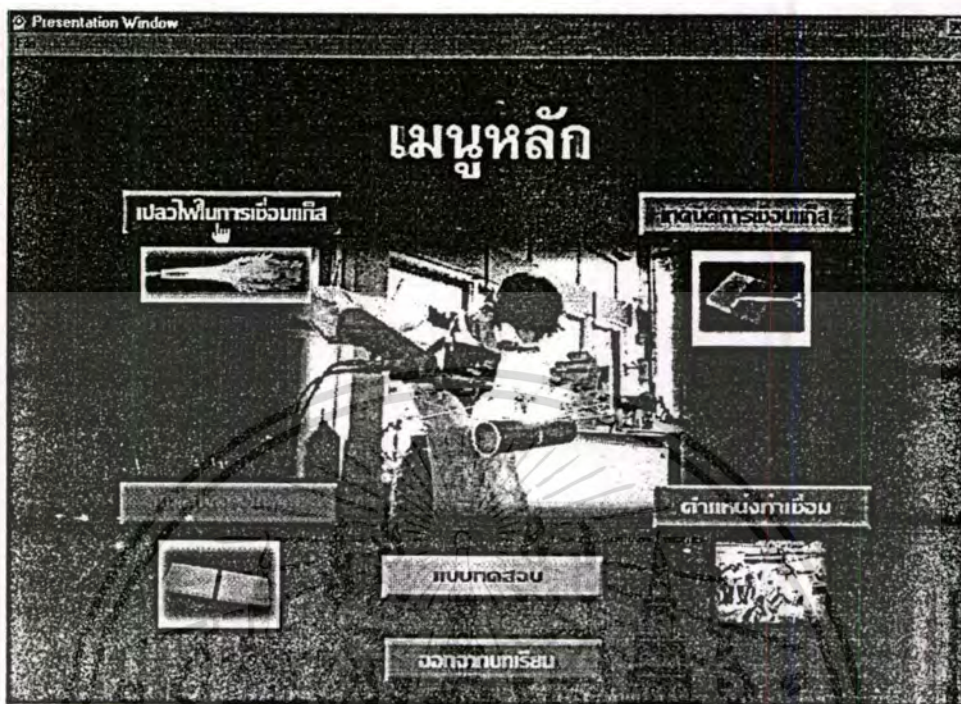 Presentation Window
File
เมนูหลัก
เปลวไฟในการเชื่อมแก๊ส
เทคนิคการเชื่อมแก๊ส
ตำแหน่งท่าเชื่อม
แบบทดสอบ
ออกจากบทเรียน